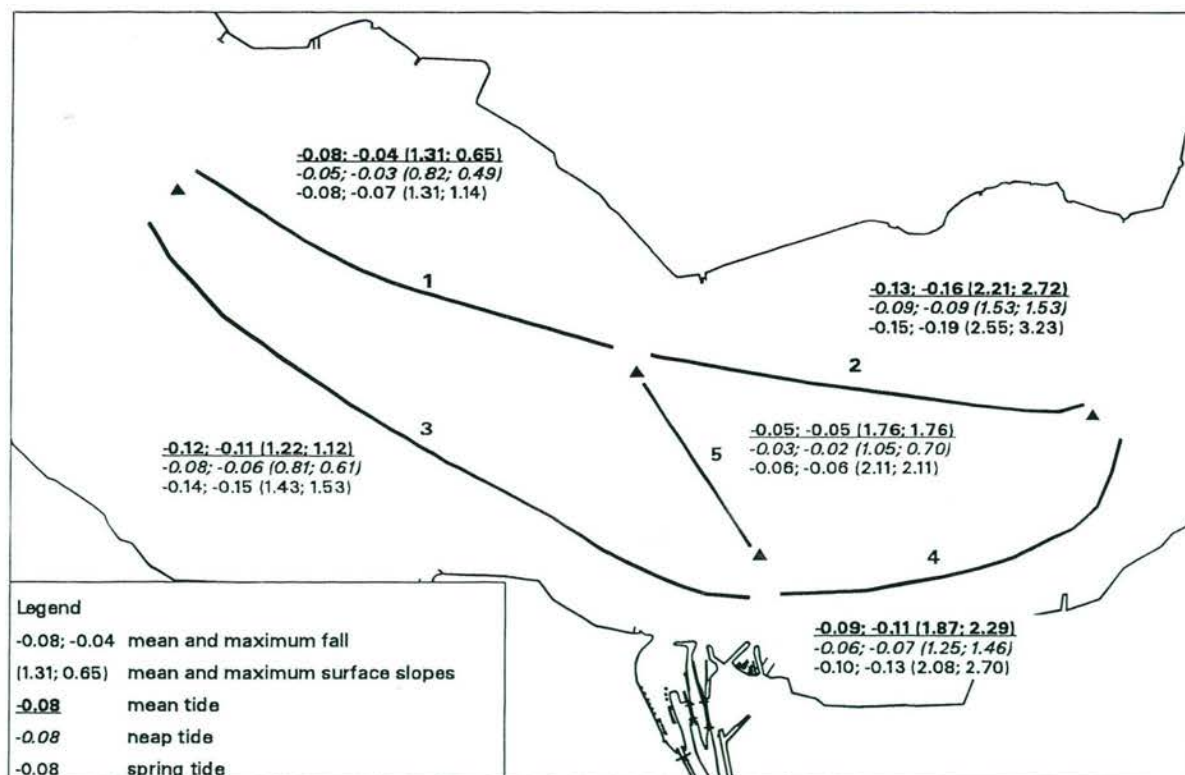 -0.08; -0.04 (1.31; 0.65)
-0.05; -0.03 (0.82; 0.49)
-0.08; -0.07 (1.31; 1.14)
1
-0.13; -0.16 (2.21; 2.72)
-0.09; -0.09 (1.53; 1.53)
-0.15; -0.19 (2.55; 3.23)
2
3
-0.12; -0.11 (1.22; 1.12)
-0.08; -0.06 (0.81; 0.61)
-0.14; -0.15 (1.43; 1.53)
5
-0.05; -0.05 (1.76; 1.76)
-0.03; -0.02 (1.05; 0.70)
-0.06; -0.06 (2.11; 2.11)
4
-0.09; -0.11 (1.87; 2.29)
-0.06; -0.07 (1.25; 1.46)
-0.10; -0.13 (2.08; 2.70)
Legend
-0.08; -0.04 mean and maximum fall
(1.31; 0.65) mean and maximum surface slopes
-0.08 mean tide
-0.08 neap tide
-0.08 spring tide